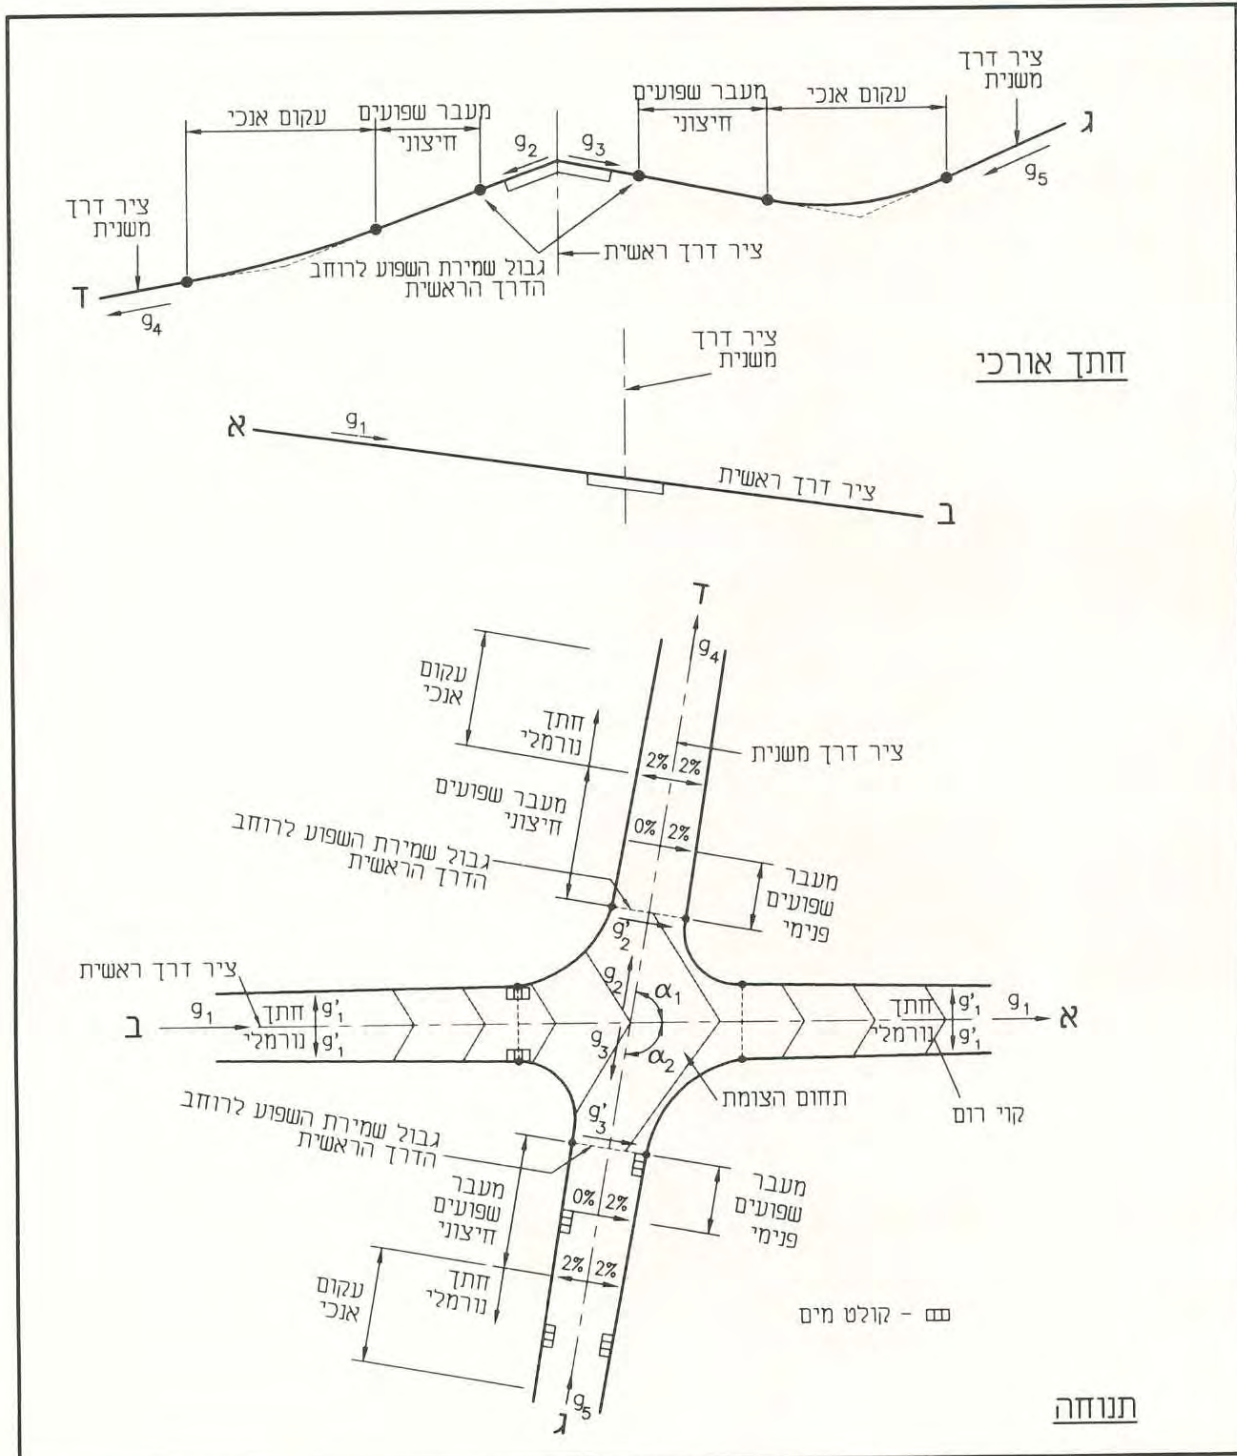 ציר דרך
משנית
עקום אנכי
מעבר שפועים
חיצוני
מעבר שפועים
חיצוני
עקום אנכי
ג
g2
g3
g5
ציר דרך
משנית
ציר דרך ראשית
גבול שמירת השפוע לרוחב
הדרך הראשית
ד
g4
ציר דרך
משנית
חתך אורכי
א
g1
ציר דרך ראשית
ב
ד
g4
עקום
אנכי
חתך
נורמלי
ציר דרך משנית
2% 2%
מעבר שפועים
חיצוני
0% 2%
גבול שמירת השפוע לרוחב
הדרך הראשית
מעבר
שפועים
פנימי
g'2
g2
α1
ציר דרך ראשית
ב
g1
חתך
נורמלי
g'1
g'1
חתך
נורמלי
g'1
g'1
g1
א
g3
α2
תחום הצומת
קוי רום
g'3
גבול שמירת השפוע לרוחב
הדרך הראשית
מעבר
שפועים
חיצוני
0% 2%
מעבר
שפועים
פנימי
2% 2%
חתך
נורמלי
עקום
אנכי
- קולט מים
g5
ג
תנוחה